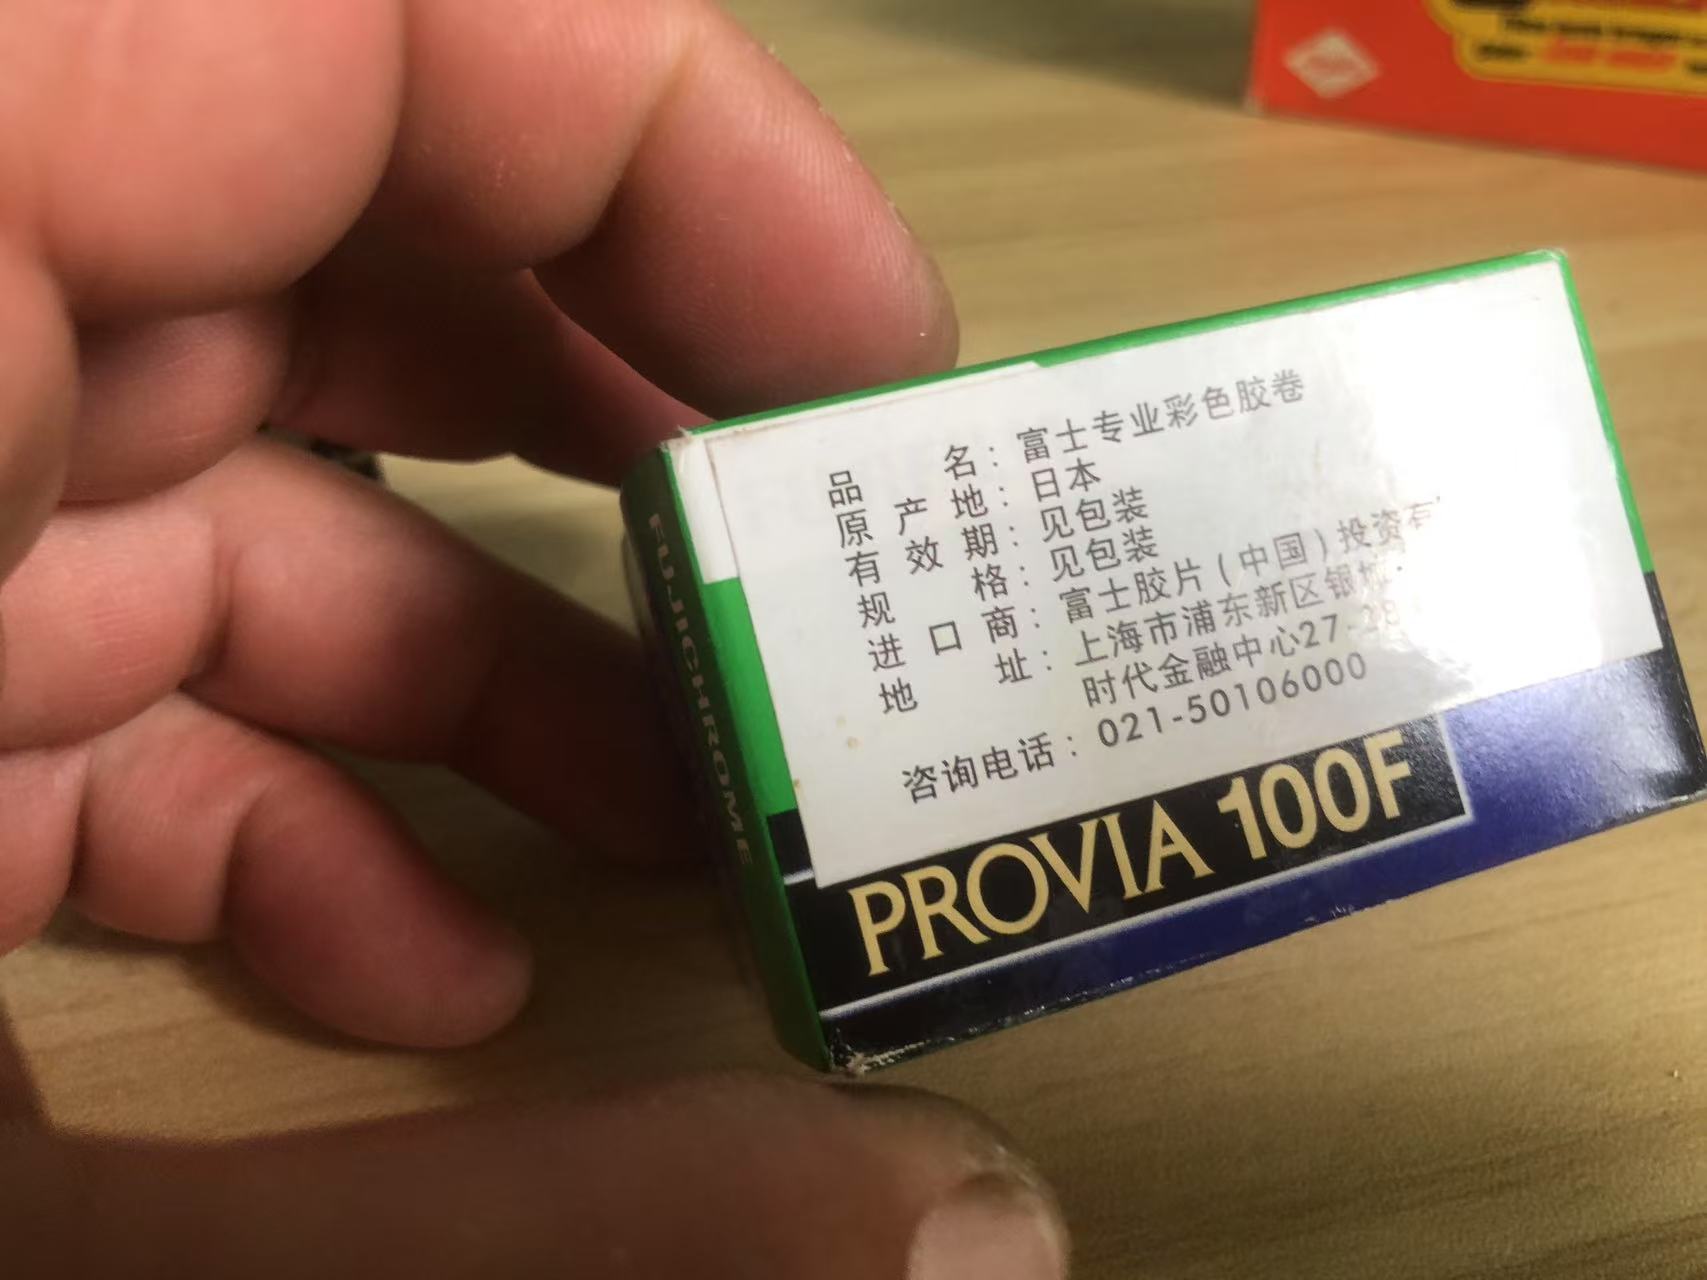 品名：富士专业彩色胶卷
原产地：日本
有效期：见包装
规格：见包装
进口商：富士胶片（中国）投资有
地址：上海市浦东新区银城
时代金融中心27-
咨询电话：021-50106000
PROVIA 100F
FUJICHROME